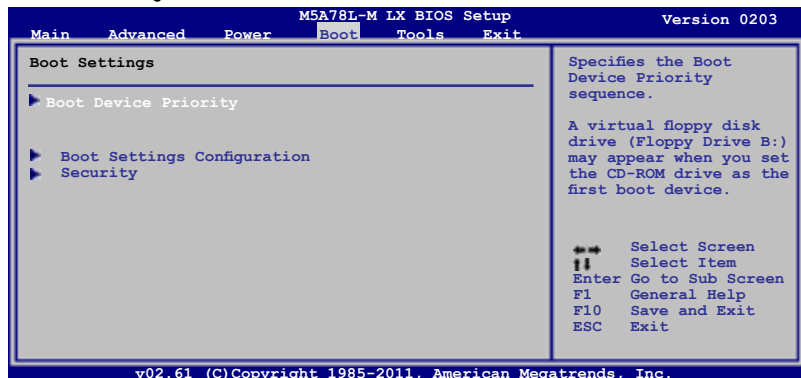 M5A78L-M LX BIOS Setup
Version 0203
Main Advanced Power Boot Tools Exit
Boot Settings
Boot Device Priority
Boot Settings Configuration
Security
Specifies the Boot
Device Priority
sequence.
A virtual floppy disk
drive (Floppy Drive B:)
may appear when you set
the CD-ROM drive as the
first boot device.
Select Screen
Select Item
Enter Go to Sub Screen
F1 General Help
F10 Save and Exit
ESC Exit
v02.61 (C)Copyright 1985-2011, American Megatrends, Inc.